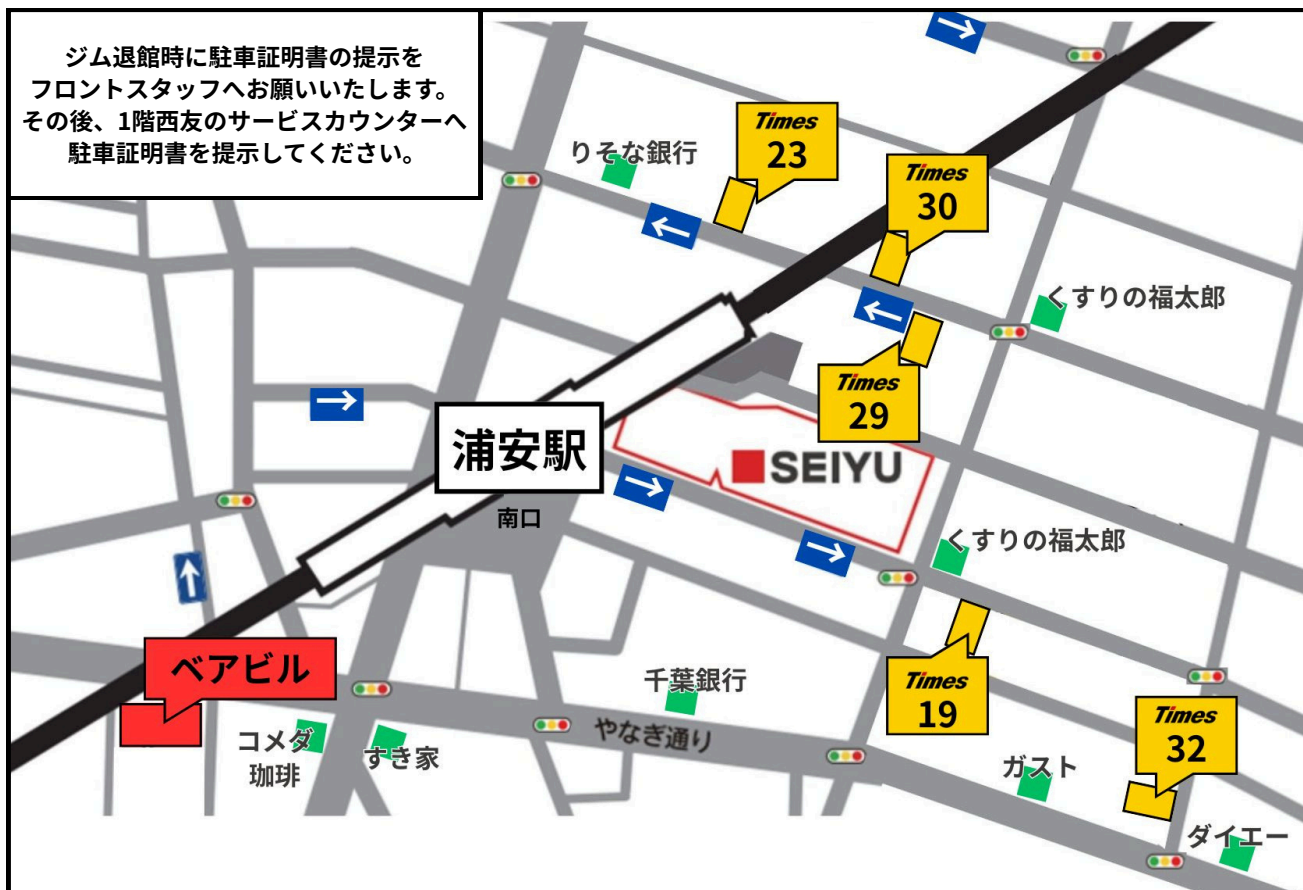 ジム退館時に駐車証明書の提示を
フロントスタッフへお願いいたします。
その後、1階西友のサービスカウンターへ
駐車証明書を提示してください。
りそな銀行
Times
23
Times
30
くすりの福太郎
Times
29
浦安駅
SEIYU
南口
くすりの福太郎
ベアビル
千葉銀行
Times
19
コメダ
珈琲
すき家
やなぎ通り
ガスト
Times
32
ダイエー